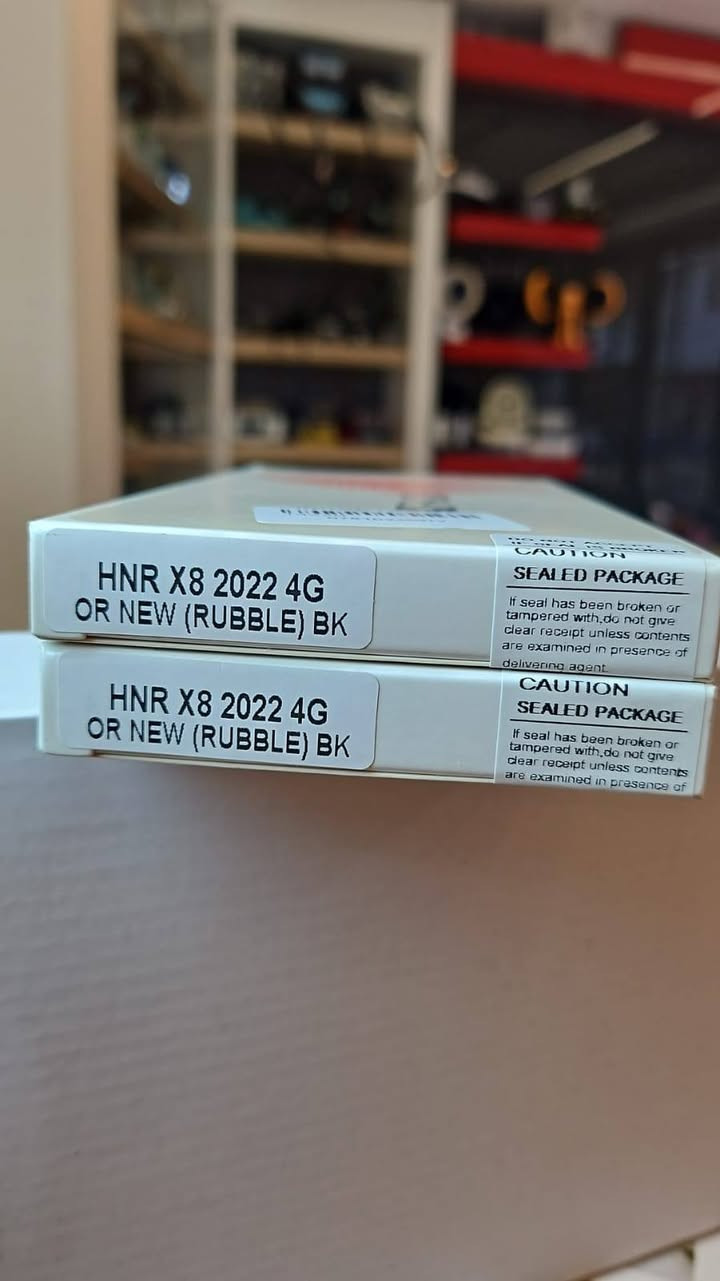 CAUTION
SEALED PACKAGE
HNR X8 2022 4G
OR NEW (RUBBLE) BK
If seal has been broken or
tampered with,do not give
clear receipt unless contents
are examined in presence of
delivering agent.
CAUTION
SEALED PACKAGE
HNR X8 2022 4G
OR NEW (RUBBLE) BK
If seal has been broken or
tampered with,do not give
clear receipt unless contents
are examined in presence of